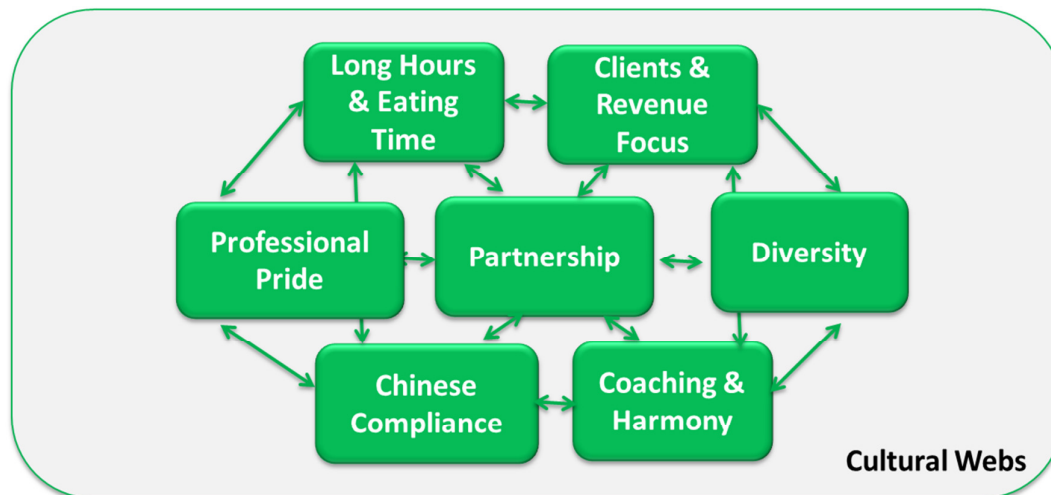 Long Hours
& Eating
Time
Clients &
Revenue
Focus
Professional
Pride
Partnership
Diversity
Chinese
Compliance
Coaching &
Harmony
Cultural Webs